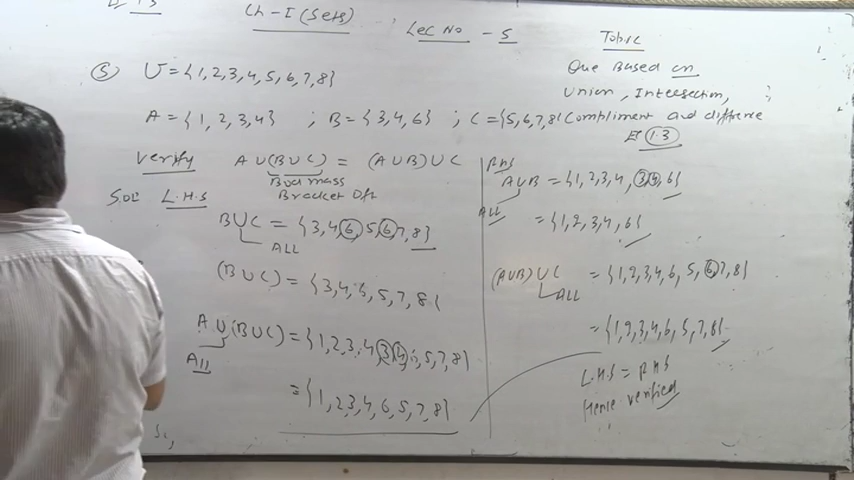 Ch-I (Sets)
Lec No - 5
Topic
Que Based on
Union, Intersection,
Compliment and difference
Ex 1.3
(5) U = {1,2,3,4,5,6,7,8}
A = {1,2,3,4} ; B = {3,4,6} ; C = {5,6,7,8}
Verify A∪(B∪C) = (A∪B)∪C
Bodmass
Bracket Of
Sol: L.H.S
B∪C = {3,4,6,5,6,7,8}
ALL
(B∪C) = {3,4,6,5,7,8}
A∪(B∪C) = {1,2,3,4,3,4,6,5,7,8}
All
= {1,2,3,4,6,5,7,8}
RHS
A∪B = {1,2,3,4,3,4,6}
ALL
= {1,2,3,4,6}
(A∪B)∪C = {1,2,3,4,6,5,6,7,8}
ALL
= {1,2,3,4,6,5,7,8}
L.H.S = RHS
Hence verified